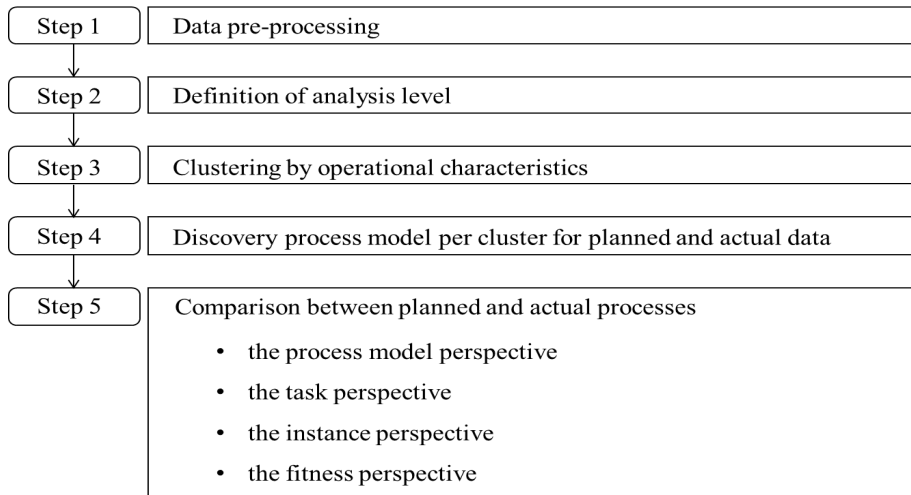 Step 1 Data pre-processing
Step 2 Definition of analysis level
Step 3 Clustering by operational characteristics
Step 4 Discovery process model per cluster for planned and actual data
Step 5 Comparison between planned and actual processes
• the process model perspective
• the task perspective
• the instance perspective
• the fitness perspective